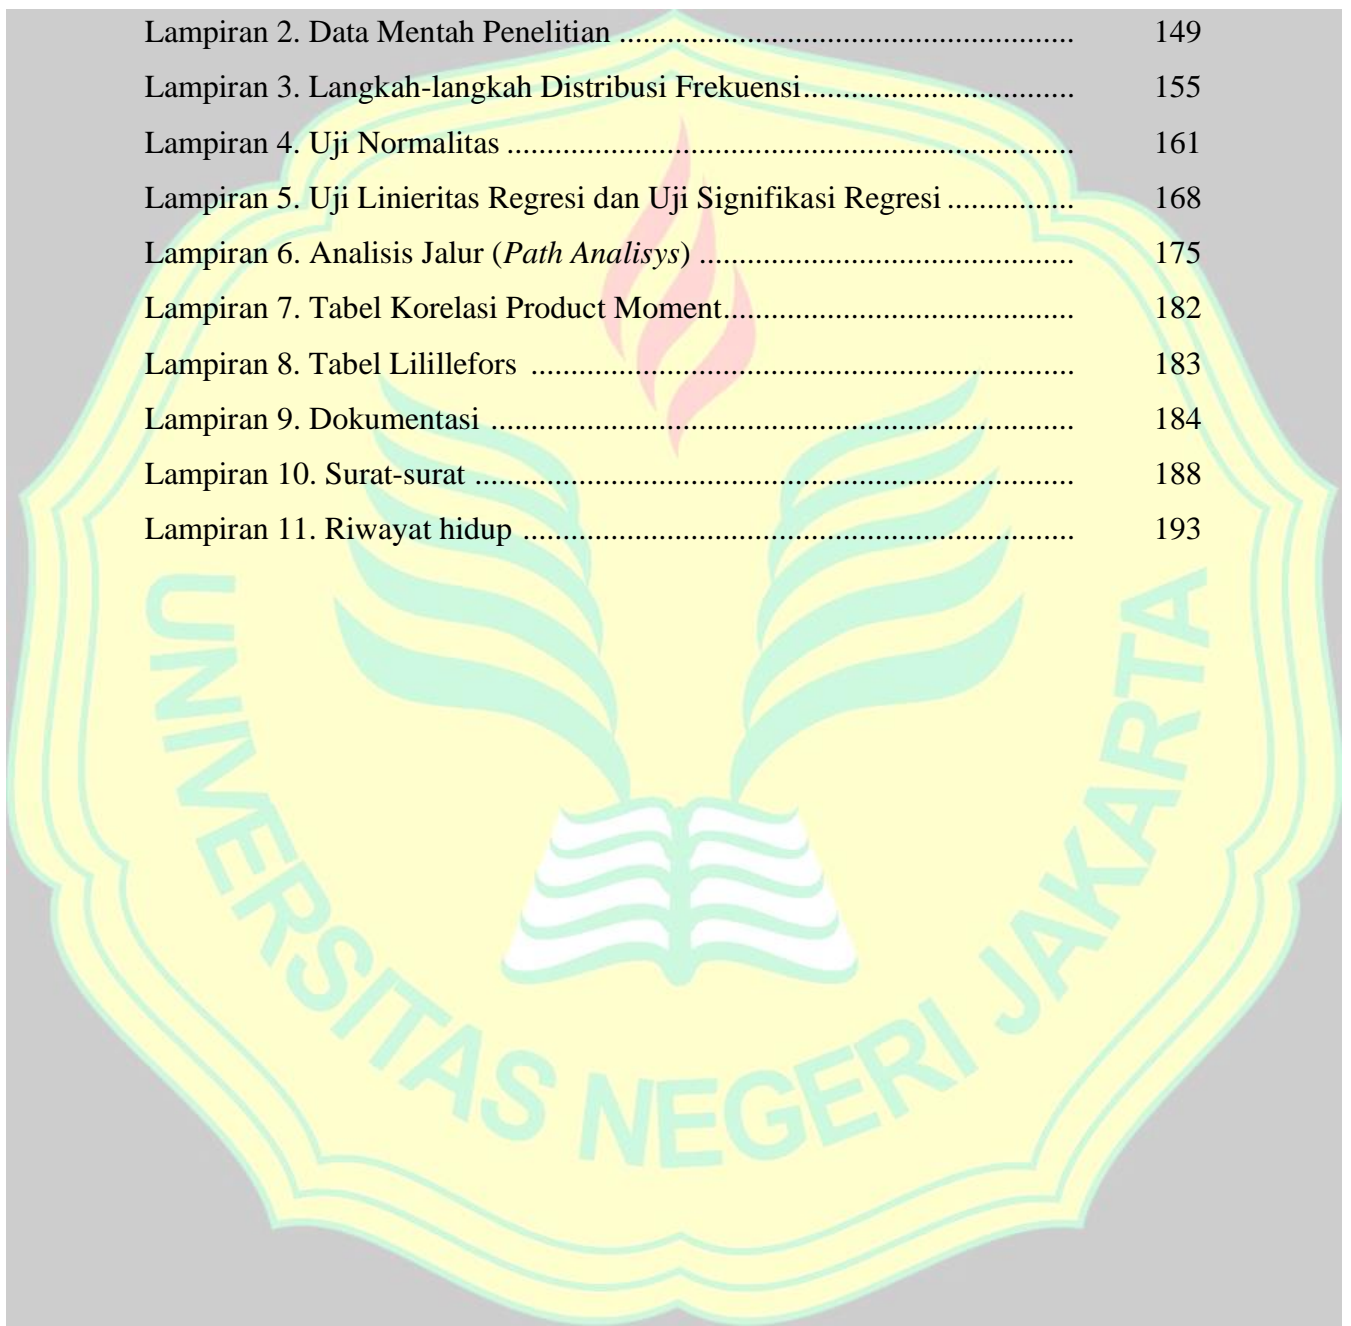 Lampiran 2. Data Mentah Penelitian ........................................................ 149
Lampiran 3. Langkah-langkah Distribusi Frekuensi.................................. 155
Lampiran 4. Uji Normalitas ...................................................................... 161
Lampiran 5. Uji Linieritas Regresi dan Uji Signifikasi Regresi ................ 168
Lampiran 6. Analisis Jalur (Path Analisys) ............................................... 175
Lampiran 7. Tabel Korelasi Product Moment............................................ 182
Lampiran 8. Tabel Lilillefors .................................................................... 183
Lampiran 9. Dokumentasi ......................................................................... 184
Lampiran 10. Surat-surat .......................................................................... 188
Lampiran 11. Riwayat hidup ..................................................................... 193
UNIVERSITAS NEGERI JAKARTA